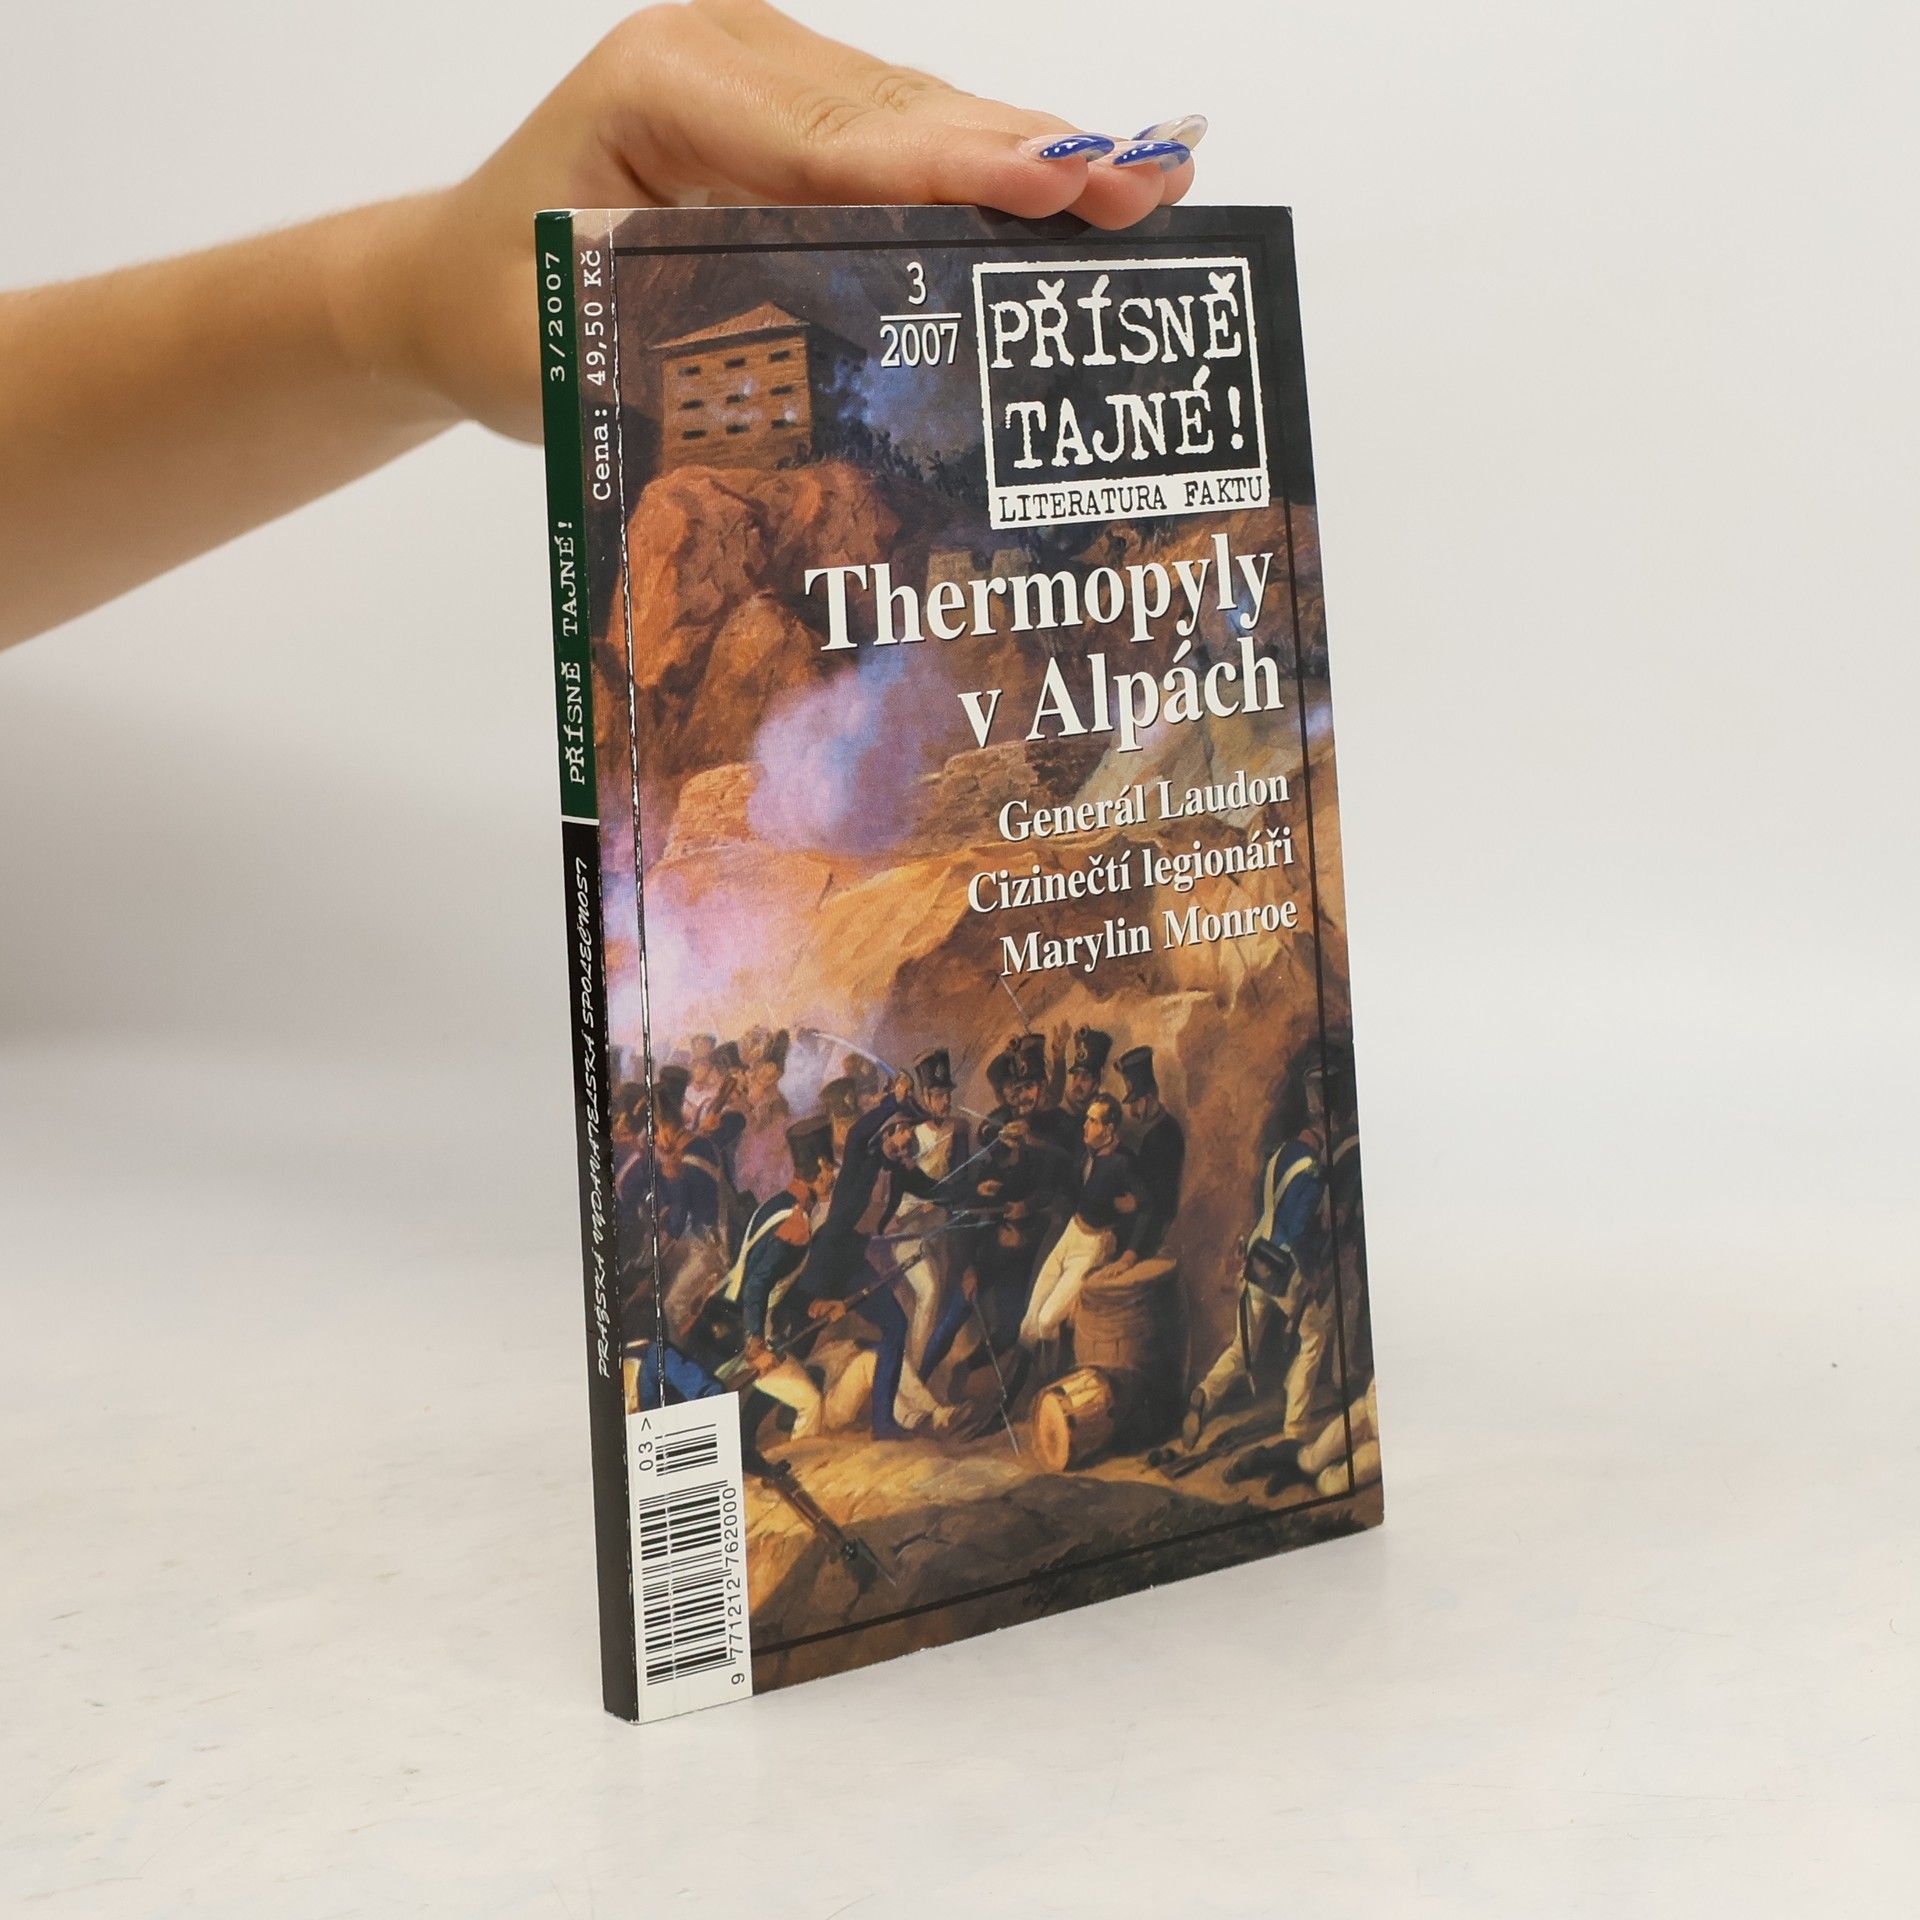 3/2007
PŘÍSNĚ TAJNÉ!
PRAŽSKÁ VYDAVATELSKÁ SPOLEČNOST
Cena: 49,50 Kč
3
2007
PŘÍSNĚ
TAJNÉ!
LITERATURA FAKTU
Thermopyly
v Alpách
Generál Laudon
Cizinečtí legionáři
Marylin Monroe
03 >
9 771212 762000